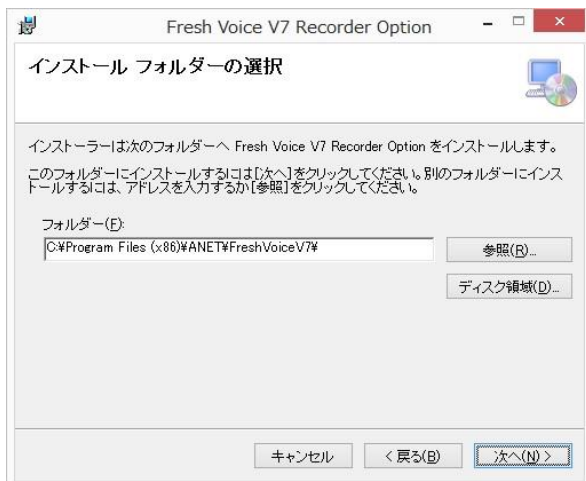 Fresh Voice V7 Recorder Option
インストール フォルダーの選択
インストーラーは次のフォルダーへ Fresh Voice V7 Recorder Option をインストールします。
このフォルダーにインストールするには[次へ]をクリックしてください。別のフォルダーにインス
トールするには、アドレスを入力するか[参照]をクリックしてください。
フォルダー(F):
C:¥Program Files (x86)¥ANET¥FreshVoiceV7¥
参照(R)...
ディスク領域(D)...
キャンセル
< 戻る(B)
次へ(N) >